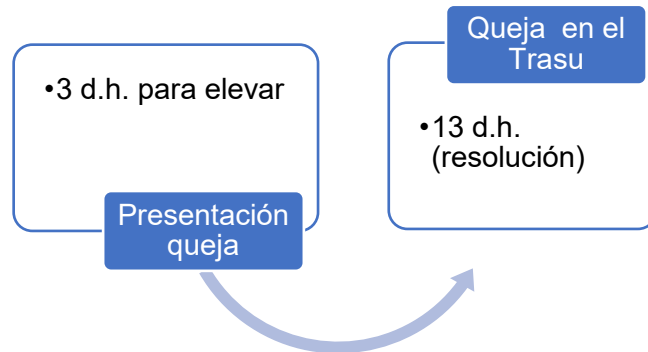 •3 d.h. para elevar
Presentación
queja
Queja en el
Trasu
•13 d.h.
(resolución)